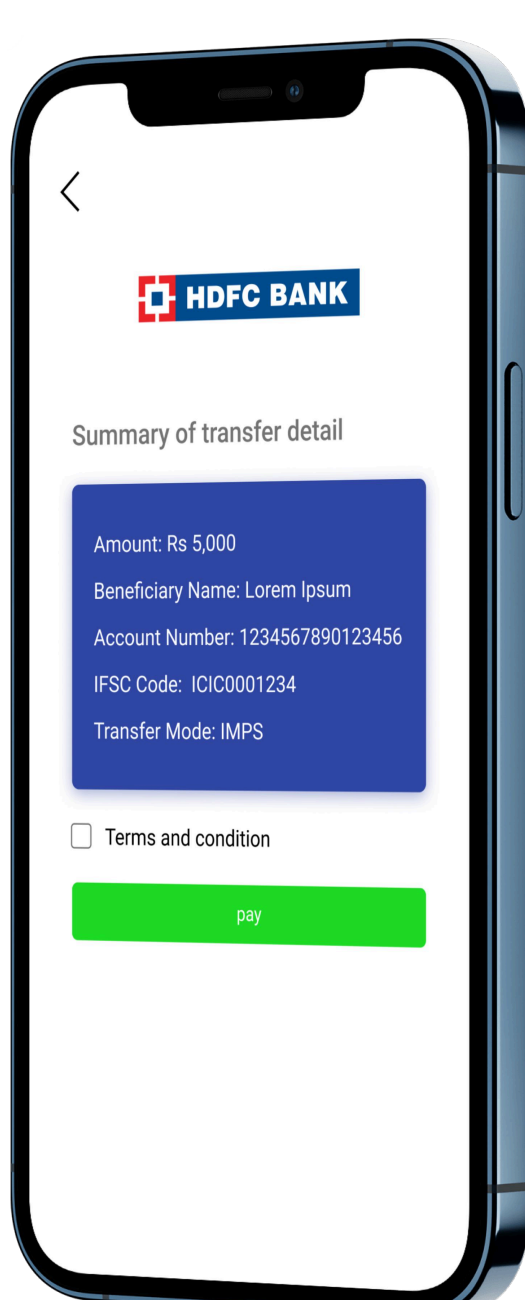 HDFC BANK
Summary of transfer detail
Amount: Rs 5,000
Beneficiary Name: Lorem Ipsum
Account Number: 1234567890123456
IFSC Code: ICIC0001234
Transfer Mode: IMPS
Terms and condition
pay